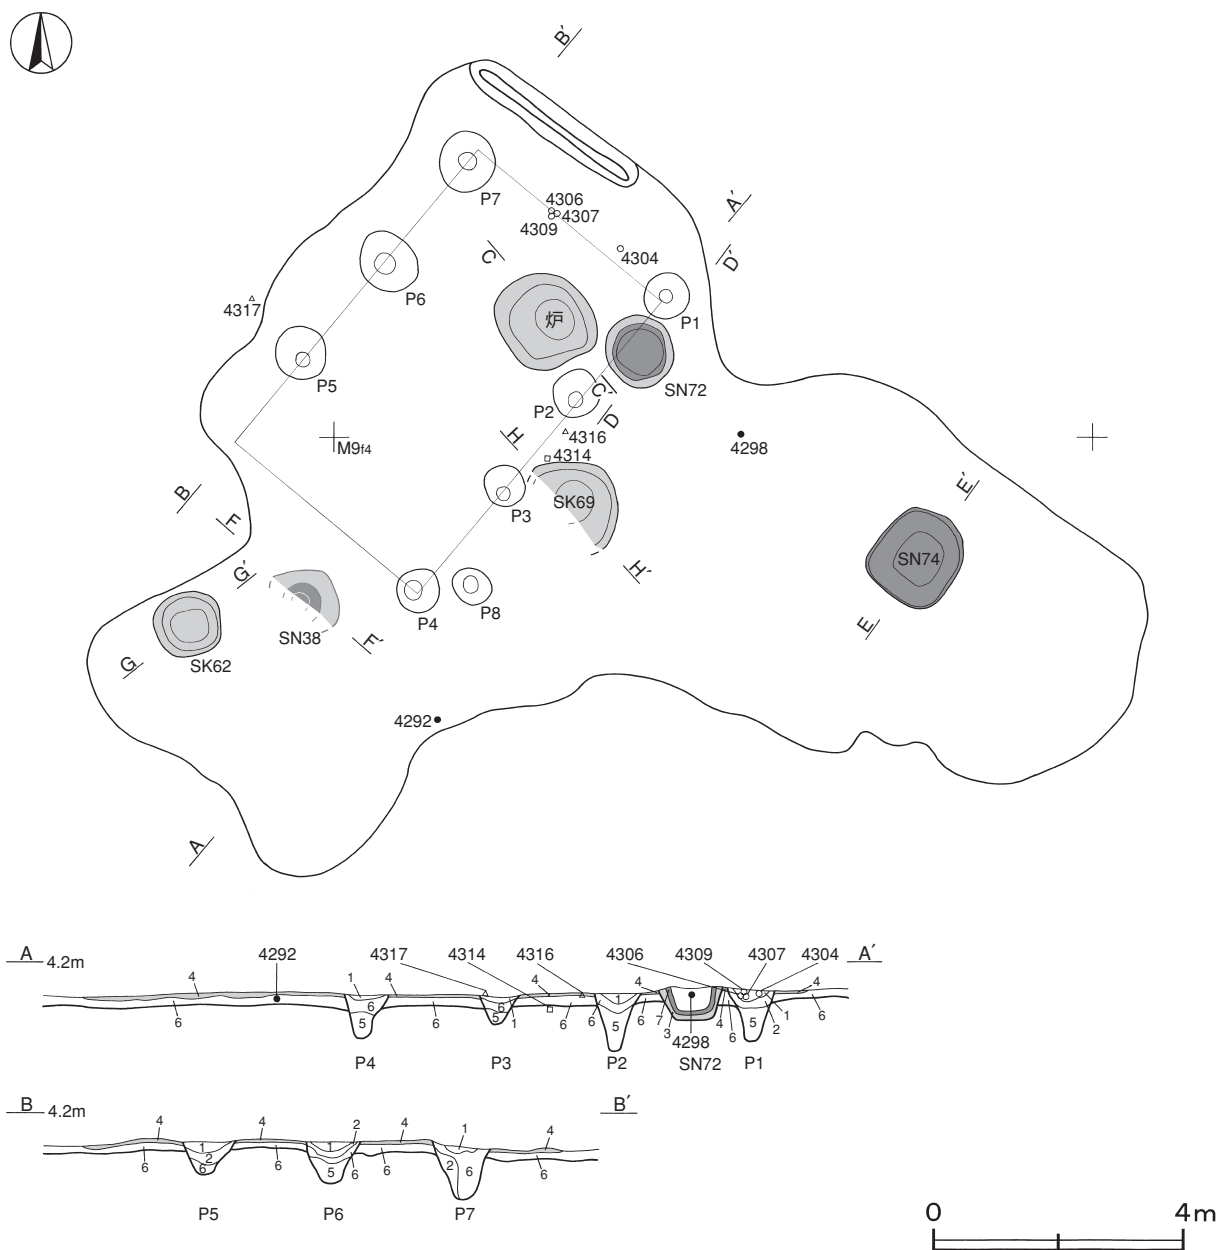 B′
A′
P7
4306
4307
4309
D′
C
4304
P6
4317
炉
P1
P5
SN72
C′
P2
D
4316
H
M9f4
4298
4314
B
E′
SK69
F
P3
H′
G′
SN74
P8
P4
E
SN38
F′
G
SK62
4292
A
A 4.2m 4292 4317 4314 4316 4306 4309 4307 4304 A′
4 1 4 4 4 4
6 6 6 6 1 6 6 1 6 7 4 5 1 6
5 5 5 3 6 2
4298
P4 P3 P2 SN72 P1
B 4.2m B′
4 4 2 4 1 4
1 1
6 2 6 6 2 6 6
6 5 6
P5 P6 P7
0 4m